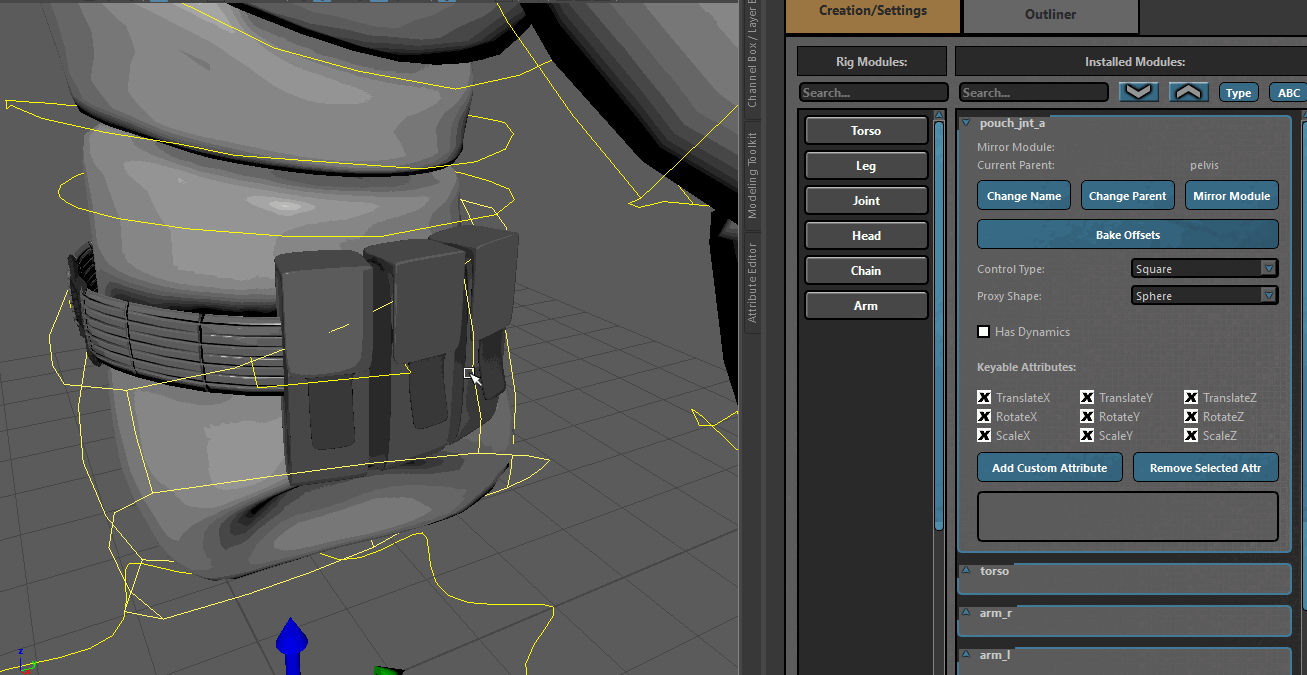 Creation/Settings
Outliner
Channel Box / Layer E
Modeling Toolkit
Attribute Editor
Rig Modules:
Installed Modules:
Search...
Search...
Type
ABC
Torso
Leg
Joint
Head
Chain
Arm
pouch_jnt_a
Mirror Module:
Current Parent: pelvis
Change Name
Change Parent
Mirror Module
Bake Offsets
Control Type: Square
Proxy Shape: Sphere
Has Dynamics
Keyable Attributes:
TranslateX TranslateY TranslateZ
RotateX RotateY RotateZ
ScaleX ScaleY ScaleZ
Add Custom Attribute
Remove Selected Attr
torso
arm_r
arm_l
z